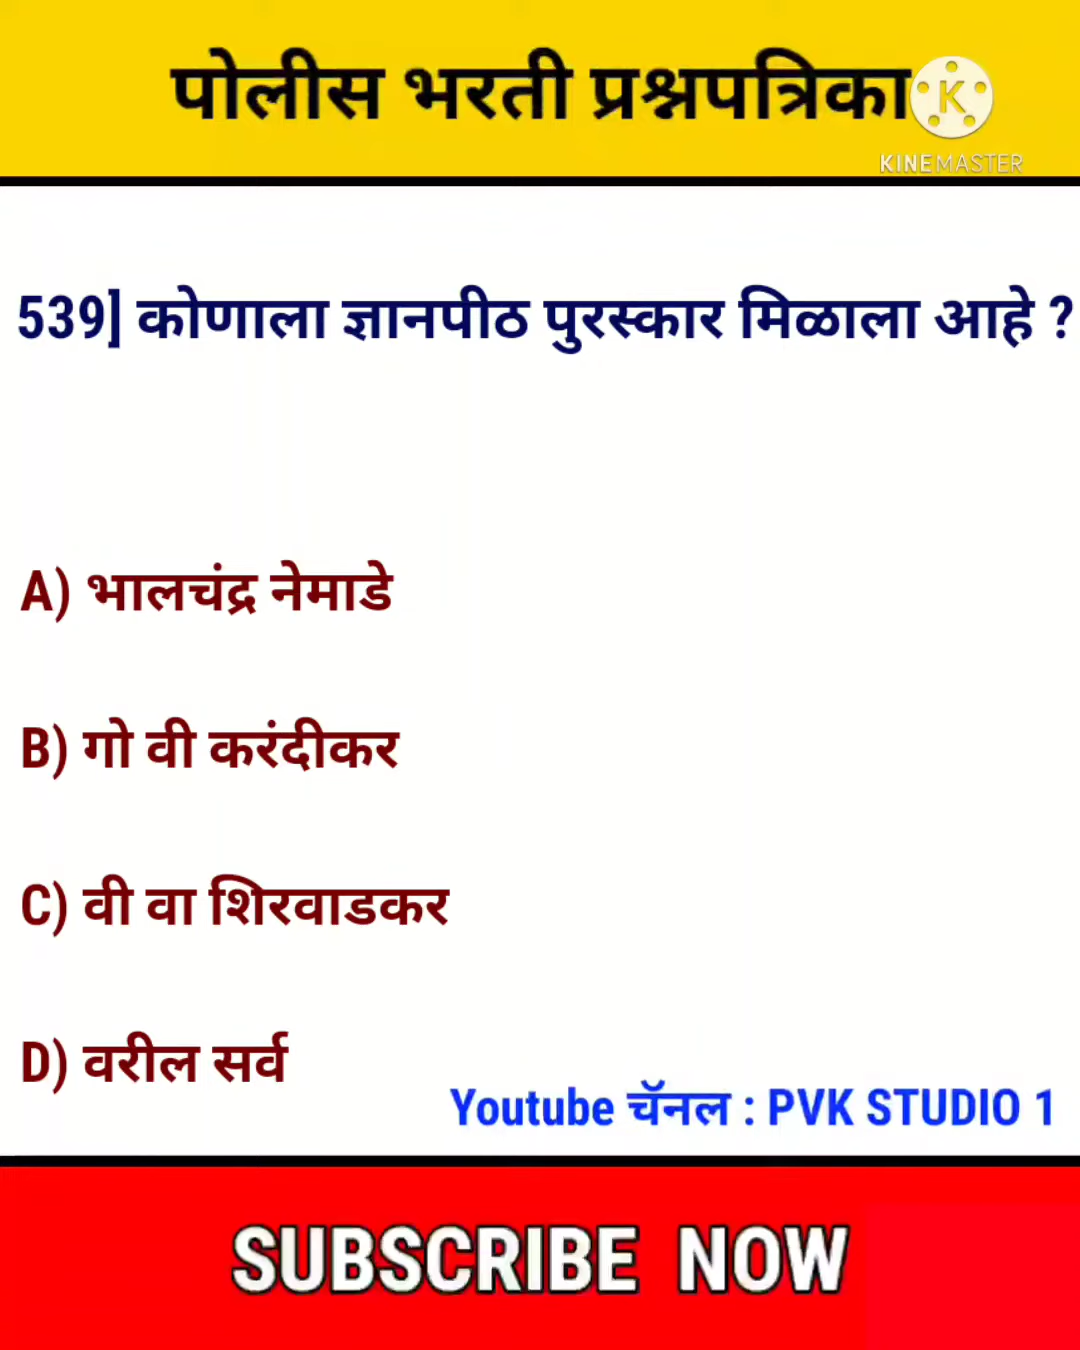 पोलीस भरती प्रश्नपत्रिका
K
KINEMASTER
539] कोणाला ज्ञानपीठ पुरस्कार मिळाला आहे ?
A) भालचंद्र नेमाडे
B) गो वी करंदीकर
C) वी वा शिरवाडकर
D) वरील सर्व
Youtube चॅनल : PVK STUDIO 1
SUBSCRIBE NOW